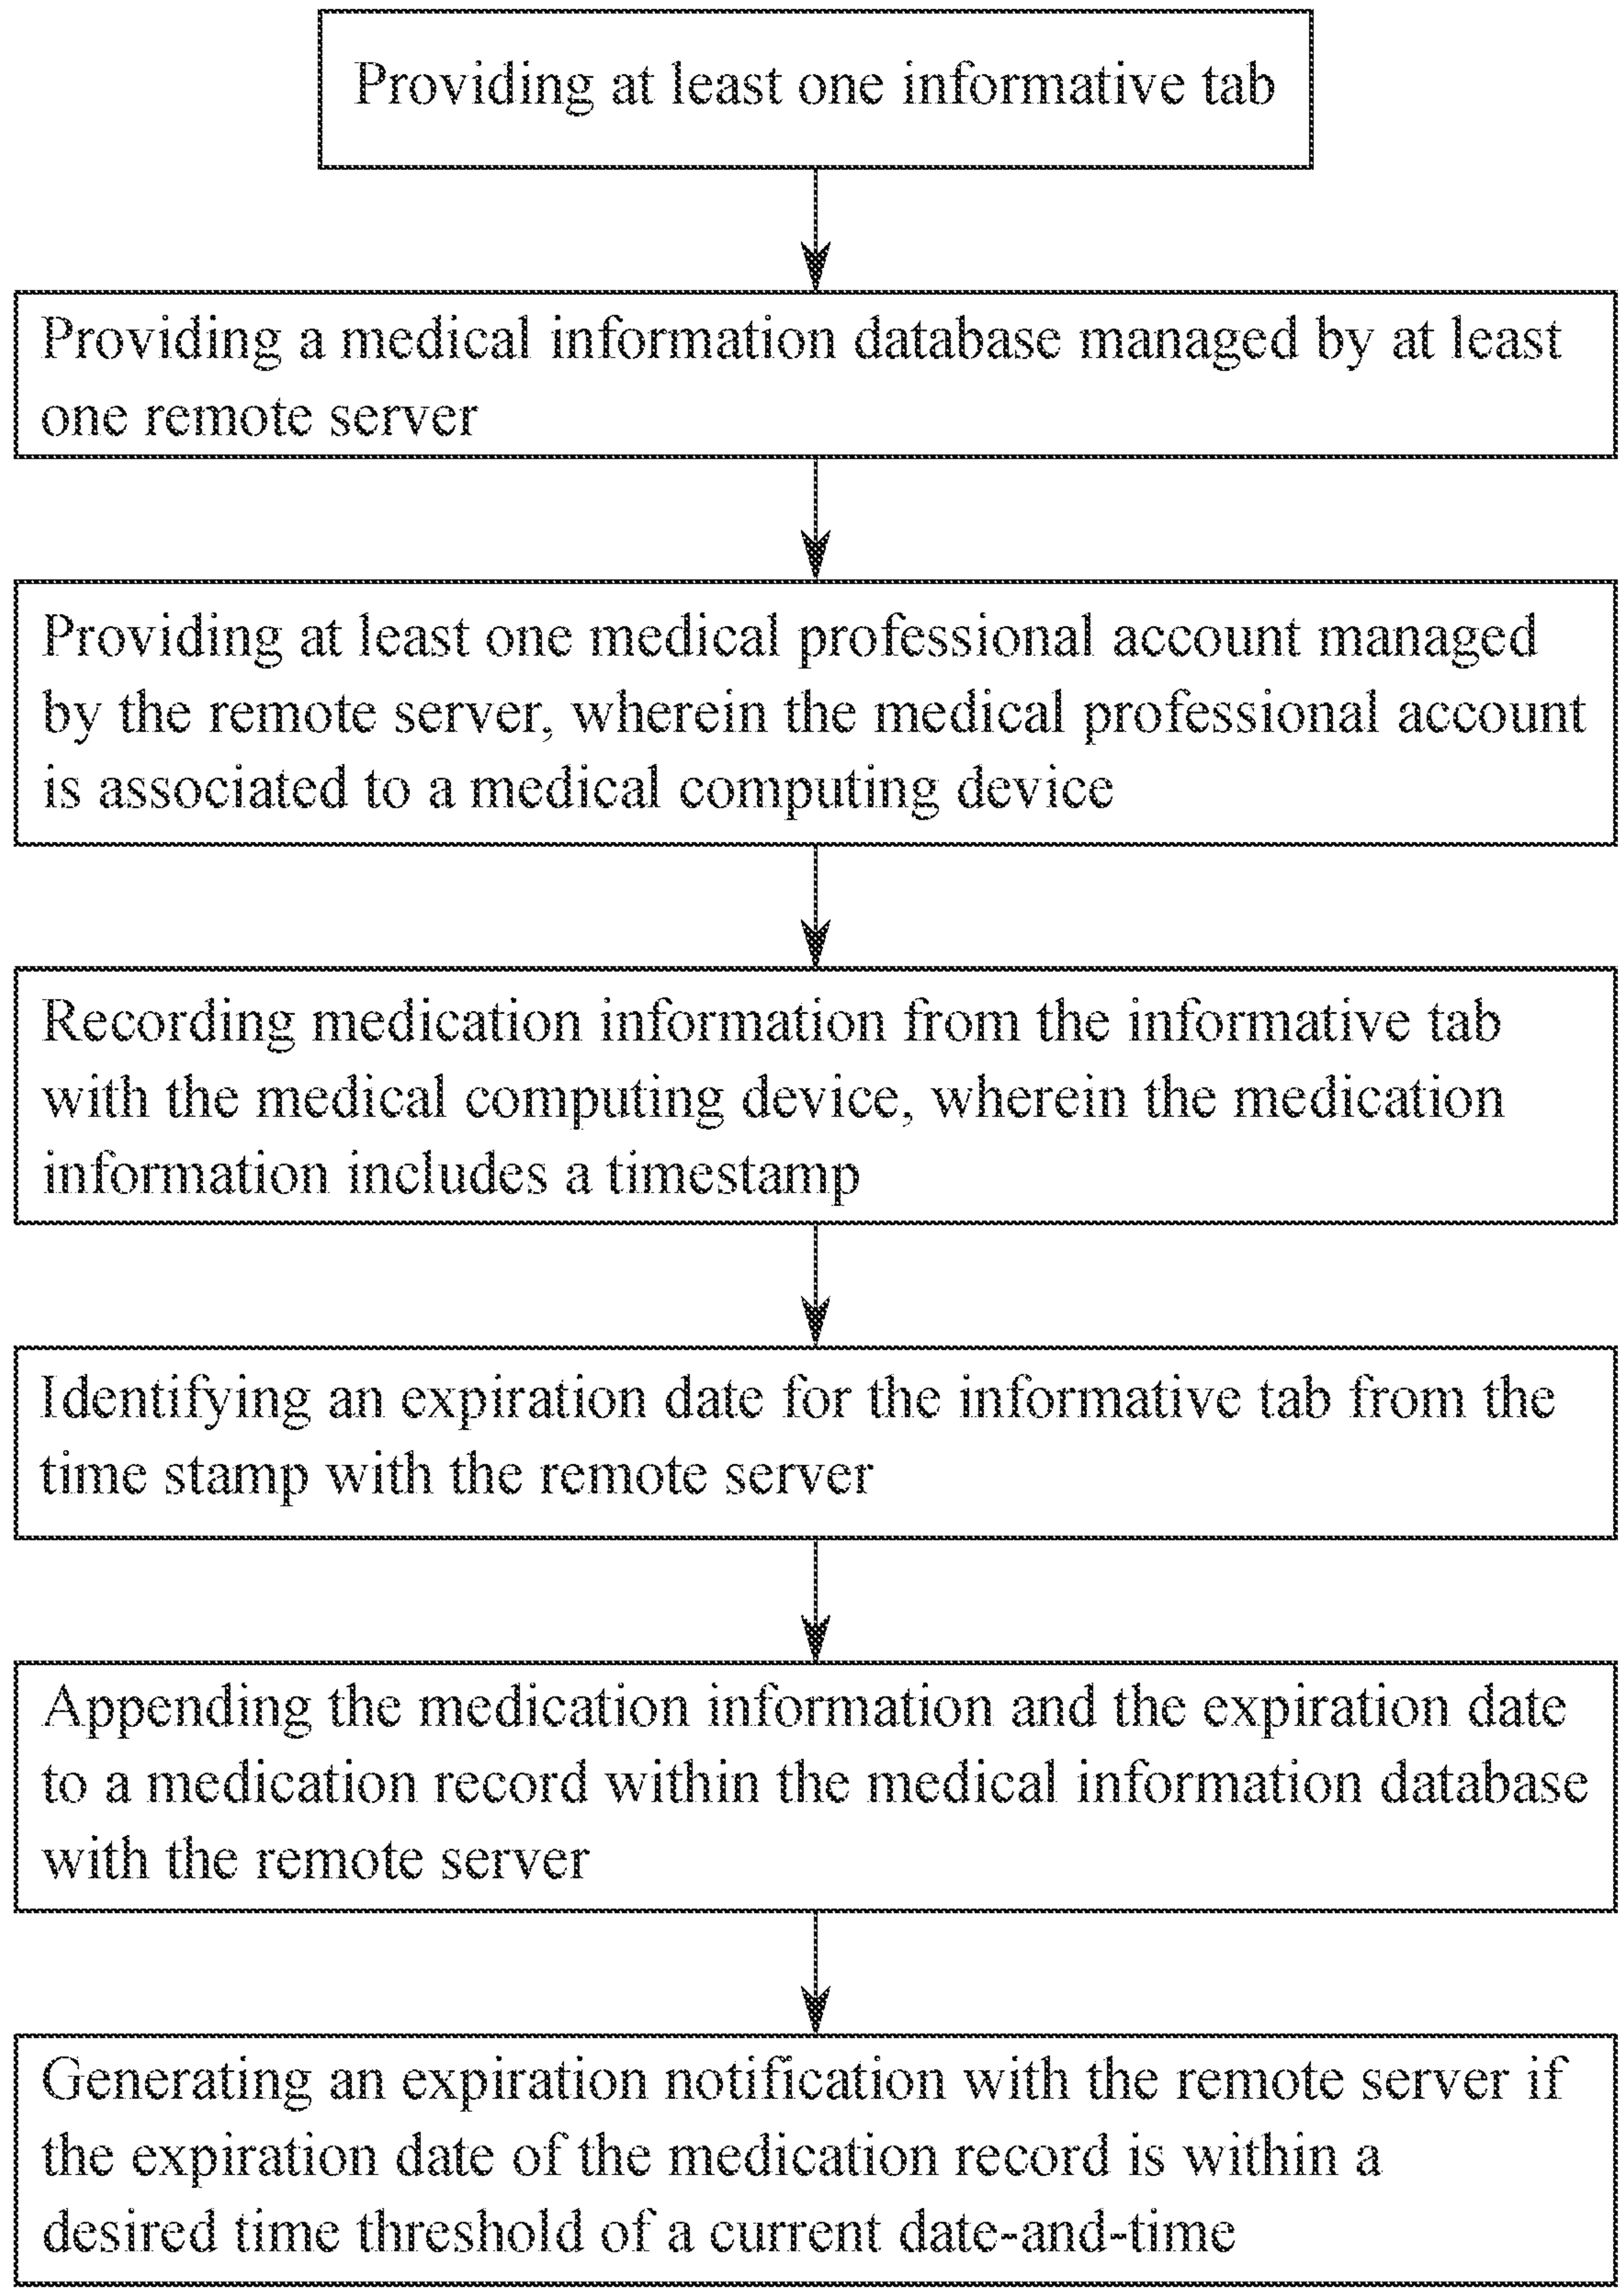 Providing at least one informative tab
Providing a medical information database managed by at least
one remote server
Providing at least one medical professional account managed
by the remote server, wherein the medical professional account
is associated to a medical computing device
Recording medication information from the informative tab
with the medical computing device, wherein the medication
information includes a timestamp
Identifying an expiration date for the informative tab from the
time stamp with the remote server
Appending the medication information and the expiration date
to a medication record within the medical information database
with the remote server
Generating an expiration notification with the remote server if
the expiration date of the medication record is within a
desired time threshold of a current date-and-time